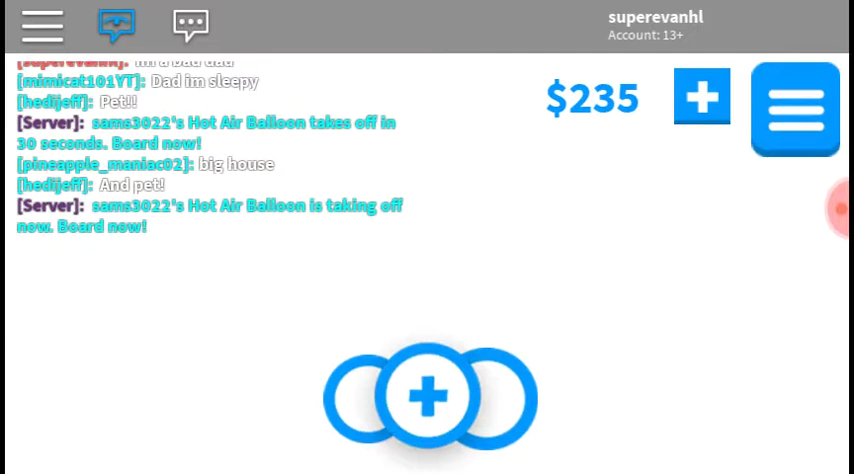 superevanhl
Account: 13+
[superevanhl]: im a bad dad
[mimicat101YT]: Dad im sleepy
[hedijeff]: Pet!!
[Server]: sams3022's Hot Air Balloon takes off in
30 seconds. Board now!
[pineapple_maniac02]: big house
[hedijeff]: And pet!
[Server]: sams3022's Hot Air Balloon is taking off
now. Board now!
$235